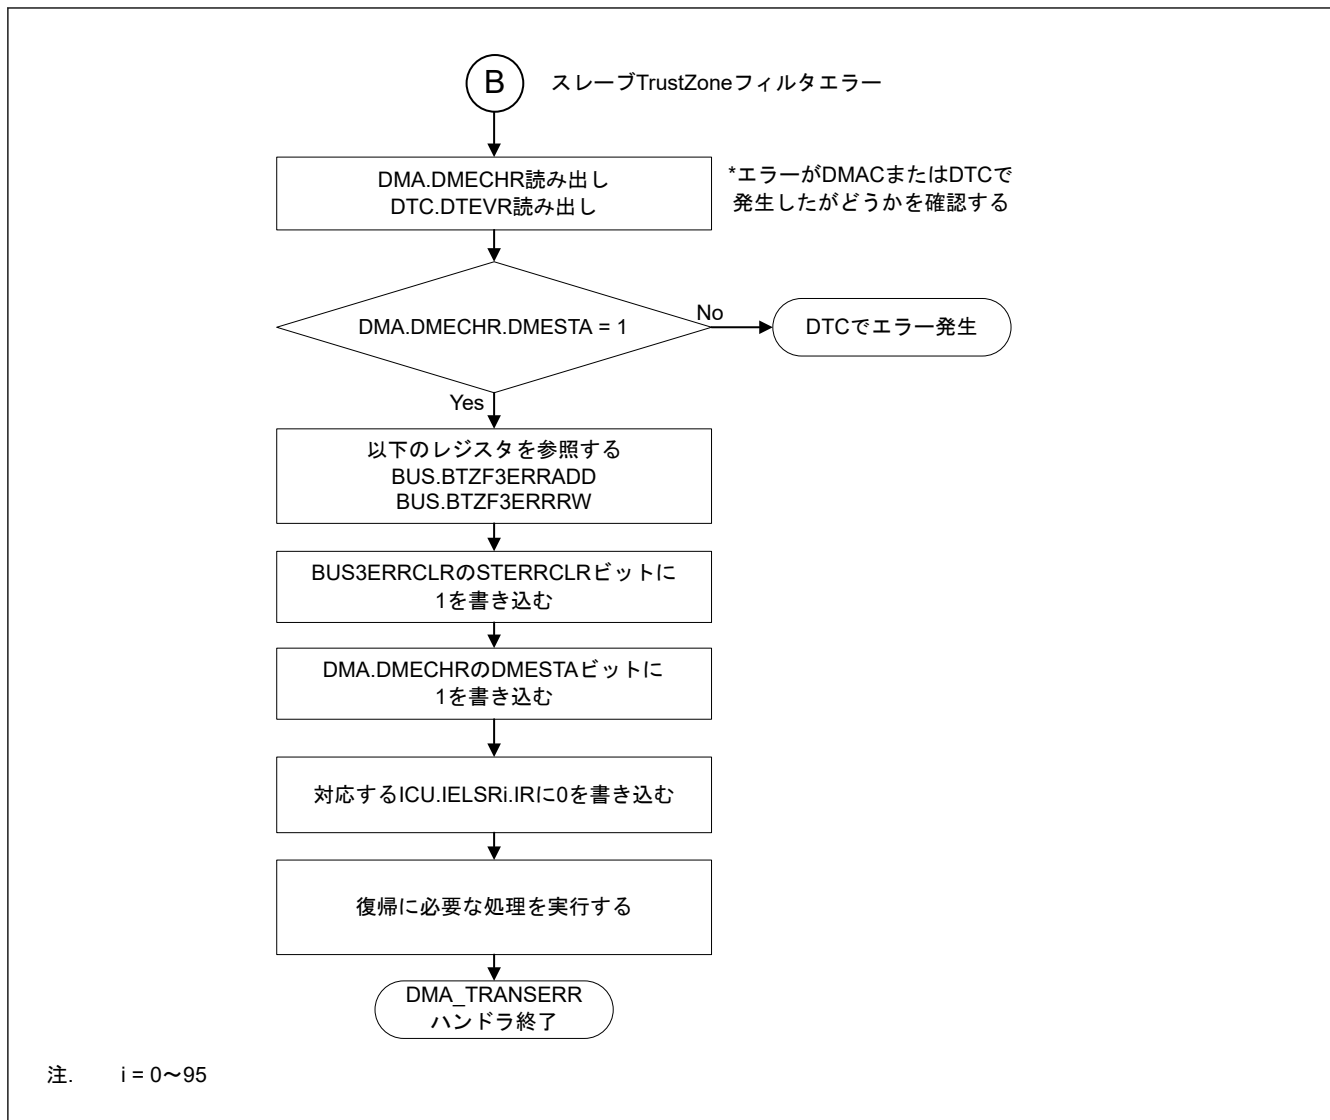 B
スレーブTrustZoneフィルタエラー
DMA.DMECHR読み出し
DTC.DTEVR読み出し
*エラーがDMACまたはDTCで
発生したがどうかを確認する
DMA.DMECHR.DMESTA = 1
No
DTCでエラー発生
Yes
以下のレジスタを参照する
BUS.BTZF3ERRADD
BUS.BTZF3ERRRW
BUS3ERRCLRのSTERRCLRビットに
1を書き込む
DMA.DMECHRのDMESTAビットに
1を書き込む
対応するICU.IELSRi.IRに0を書き込む
復帰に必要な処理を実行する
DMA_TRANSERR
ハンドラ終了
注. i = 0～95